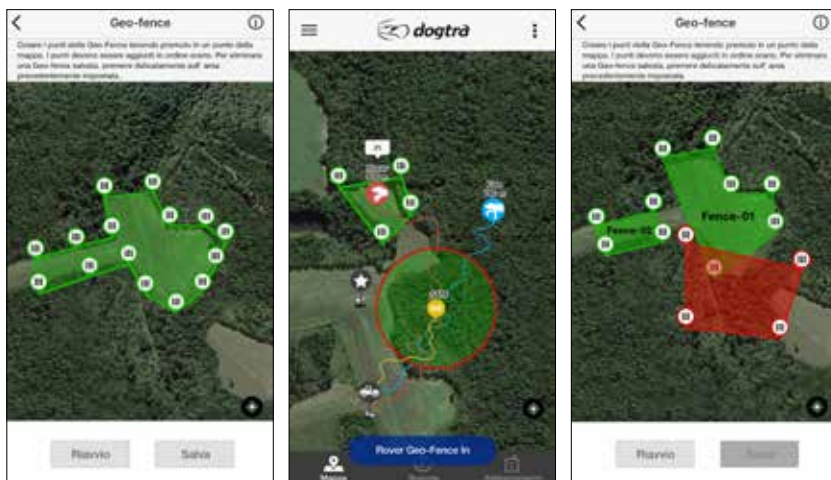 Geo-fence
Creare i punti della Geo-Fence tenendo premuto in un punto della
mappa. I punti devono essere aggiunti in ordine orario. Per eliminare
una Geo-fence salvata, premere delicatamente sull' area
precedentemente impostata.
Riavvio
Salva
dogtra
Rover Geo-Fence In
Mappa
Geo-fence
Creare i punti della Geo-Fence tenendo premuto in un punto della
mappa. I punti devono essere aggiunti in ordine orario. Per eliminare
una Geo-fence salvata, premere delicatamente sull' area
precedentemente impostata.
Fence-01
Fence-02
Riavvio